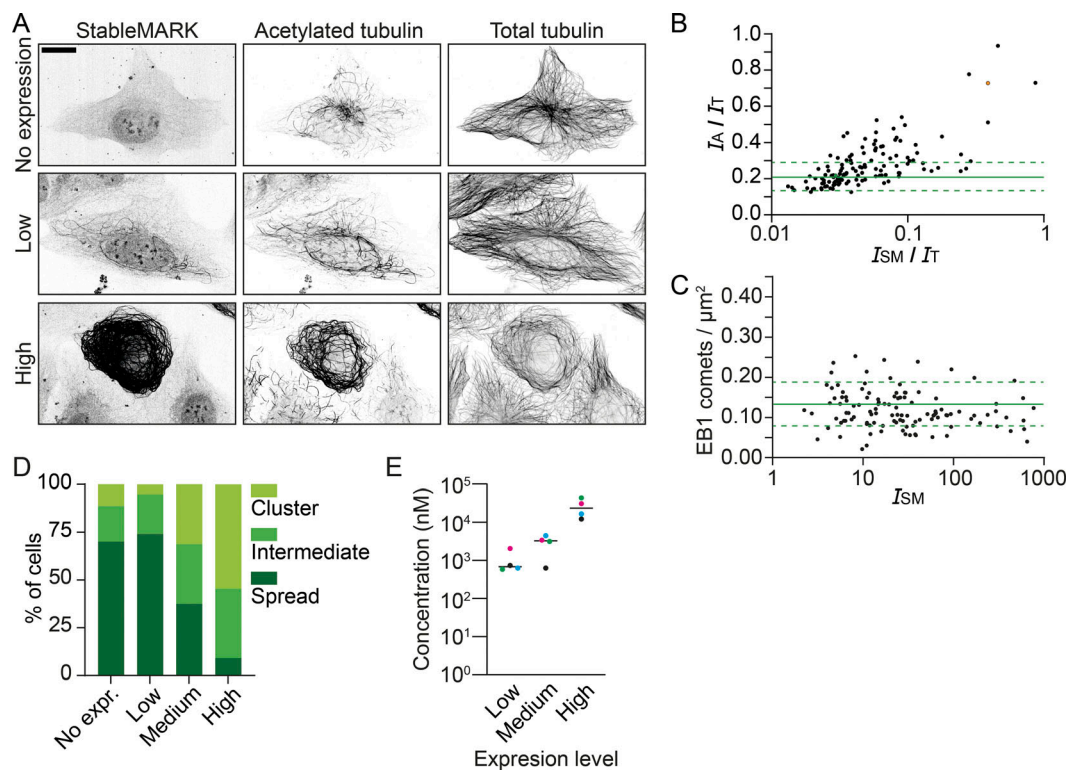 A
StableMARK
Acetylated tubulin
Total tubulin
No expression
Low
High
B
IA / IT
1.0
0.8
0.6
0.4
0.2
0.0
0.01
0.1
1
ISM / IT
C
EB1 comets / µm²
0.40
0.30
0.20
0.10
0.00
1
10
100
1000
ISM
D
% of cells
100
75
50
25
0
No expr.
Low
Medium
High
Cluster
Intermediate
Spread
E
Concentration (nM)
10⁵
10⁴
10³
10²
10¹
10⁰
Low
Medium
High
Expresion level